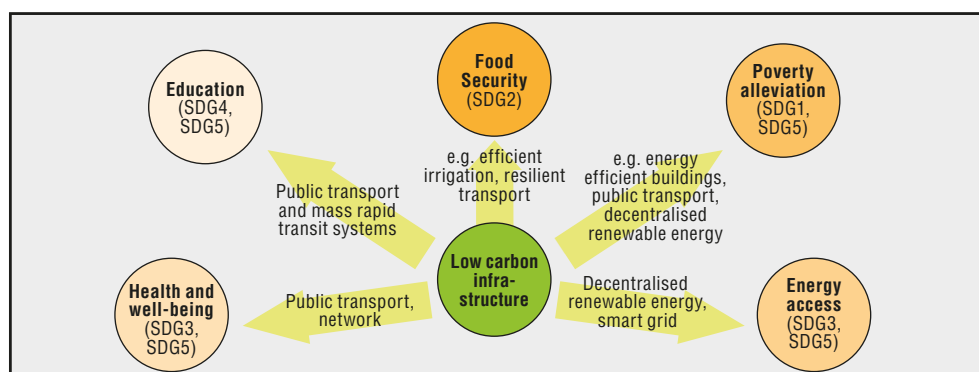 Education
(SDG4,
SDG5)
Food
Security
(SDG2)
Poverty
alleviation
(SDG1,
SDG5)
Public transport
and mass rapid
transit systems
e.g. efficient
irrigation, resilient
transport
e.g. energy
efficient buildings,
public transport,
decentralised
renewable energy
Health and
well-being
(SDG3,
SDG5)
Public transport,
network
Low carbon
infra-
structure
Decentralised
renewable energy,
smart grid
Energy
access
(SDG3,
SDG5)